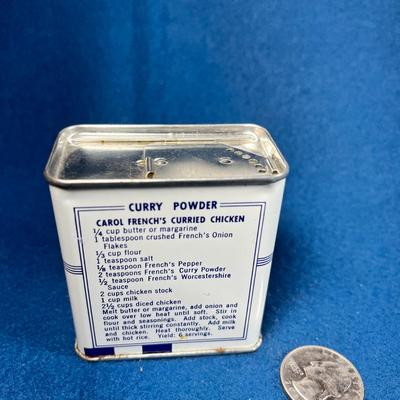 CURRY POWDER
CAROL FRENCH'S CURRIED CHICKEN
¼ cup butter or margarine
1 tablespoon crushed French's Onion
Flakes
⅓ cup flour
1 teaspoon salt
⅛ teaspoon French's Pepper
2 teaspoons French's Curry Powder
½ teaspoon French's Worcestershire
Sauce
2 cups chicken stock
1 cup milk
2½ cups diced chicken
Melt butter or margarine, add onion and
cook over low heat until soft. Stir in
flour and seasonings. Add stock, cook
until thick stirring constantly. Add milk
and chicken. Heat thoroughly. Serve
with hot rice. Yield: 6 servings.